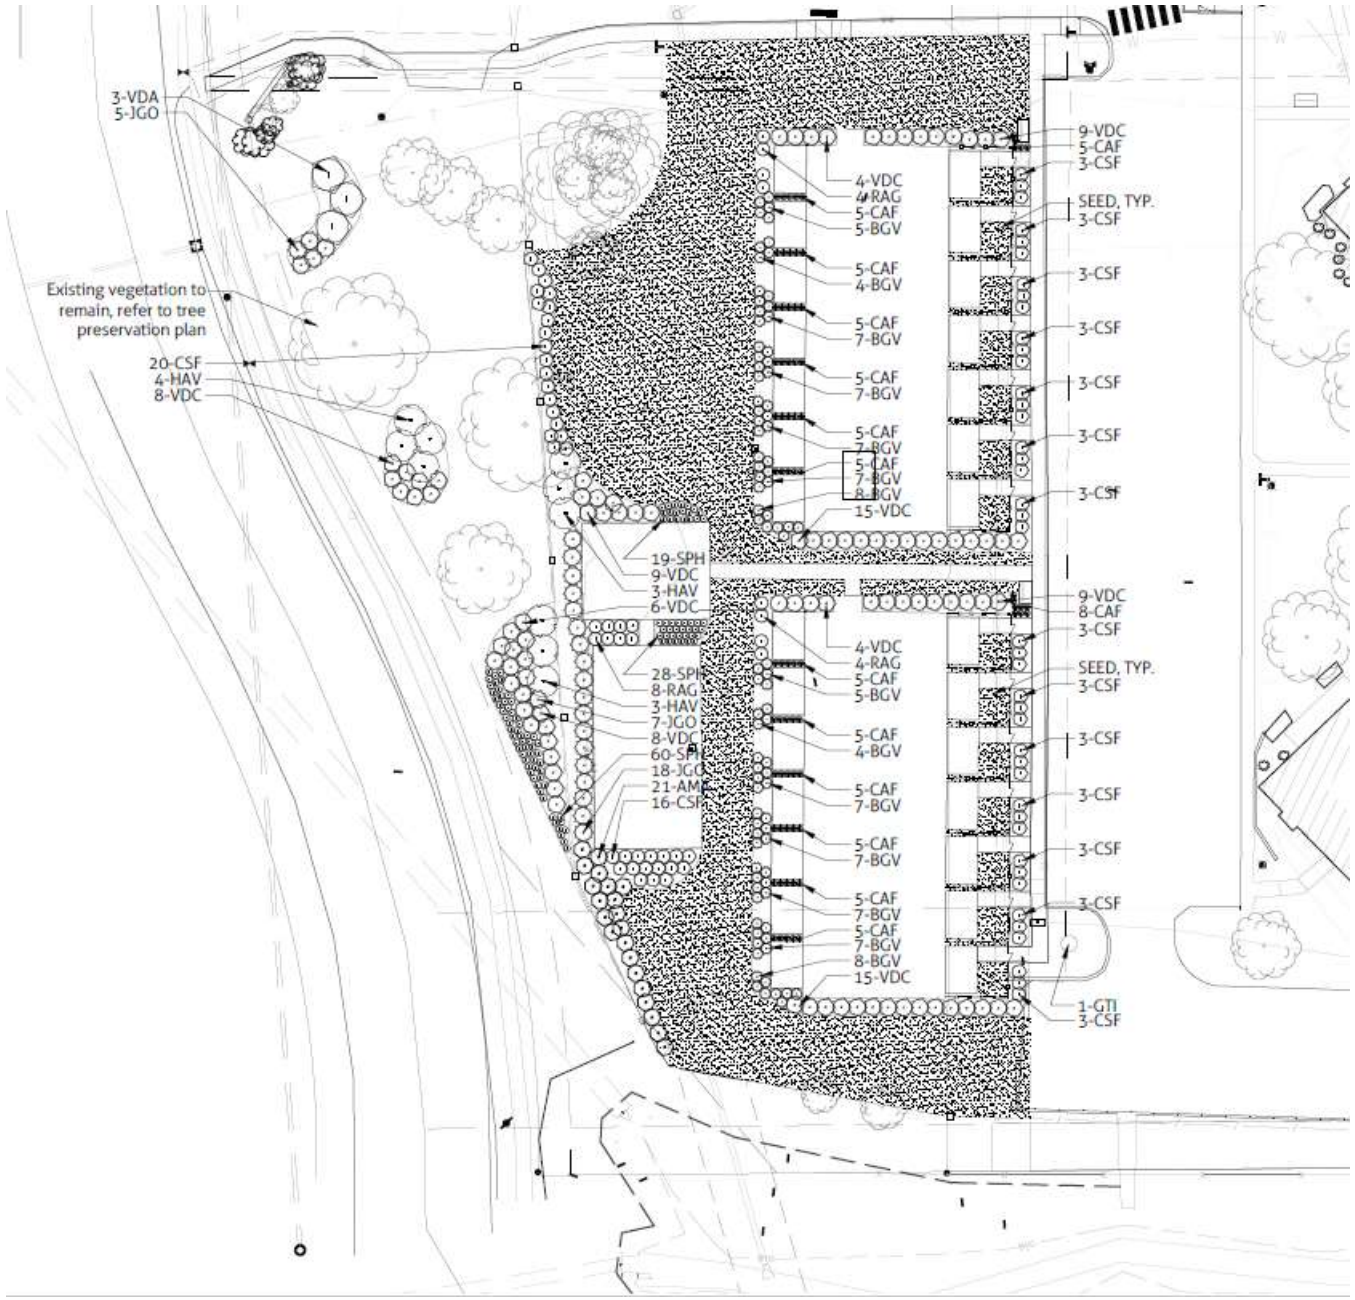 3-VDA
5-JGO
Existing vegetation to
remain, refer to tree
preservation plan
20-CSF
4-HAV
8-VDC
4-VDC
4-RAG
5-CAF
5-BGV
5-CAF
4-BGV
5-CAF
7-BGV
5-CAF
7-BGV
5-CAF
7-BGV
5-CAF
7-BGV
8-BGV
15-VDC
9-VDC
5-CAF
3-CSF
SEED, TYP.
3-CSF
3-CSF
3-CSF
3-CSF
3-CSF
3-CSF
19-SPH
9-VDC
3-HAV
6-VDC
28-SPH
8-RAG
3-HAV
7-JGO
8-VDC
60-SPH
18-JGO
21-AM
16-CSF
4-VDC
4-RAG
5-CAF
5-BGV
5-CAF
4-BGV
5-CAF
7-BGV
5-CAF
7-BGV
5-CAF
7-BGV
5-CAF
7-BGV
8-BGV
15-VDC
9-VDC
8-CAF
3-CSF
SEED, TYP.
3-CSF
3-CSF
3-CSF
3-CSF
3-CSF
1-GTI
3-CSF